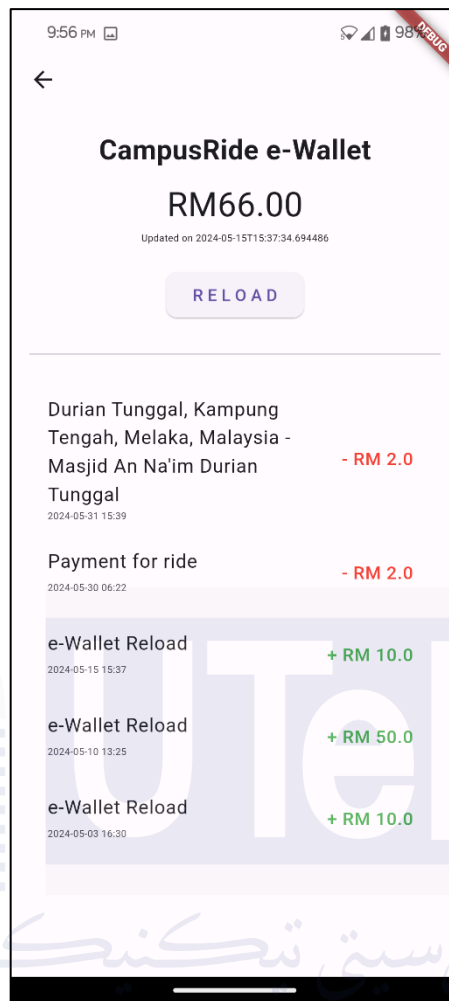 9:56 PM
98%
DEBUG
CampusRide e-Wallet
RM66.00
Updated on 2024-05-15T15:37:34.694486
RELOAD
Durian Tunggal, Kampung
Tengah, Melaka, Malaysia -
Masjid An Na'im Durian
Tunggal
- RM 2.0
2024-05-31 15:39
Payment for ride
- RM 2.0
2024-05-30 06:22
e-Wallet Reload
+ RM 10.0
2024-05-15 15:37
e-Wallet Reload
+ RM 50.0
2024-05-10 13:25
e-Wallet Reload
+ RM 10.0
2024-05-03 16:30
UTe
سيتي تيكنيك